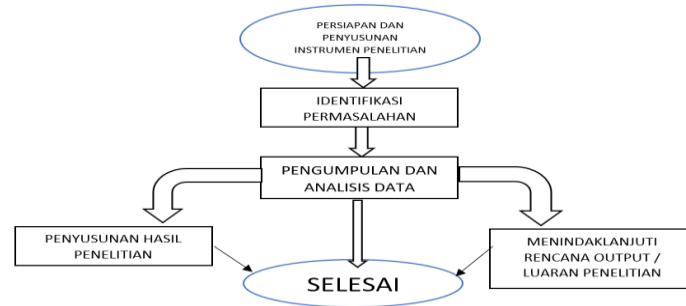 PERSIAPAN DAN
PENYUSUNAN
INSTRUMEN PENELITIAN
IDENTIFIKASI
PERMASALAHAN
PENGUMPULAN DAN
ANALISIS DATA
PENYUSUNAN HASIL
PENELITIAN
MENINDAKLANJUTI
RENCANA OUTPUT /
LUARAN PENELITIAN
SELESAI